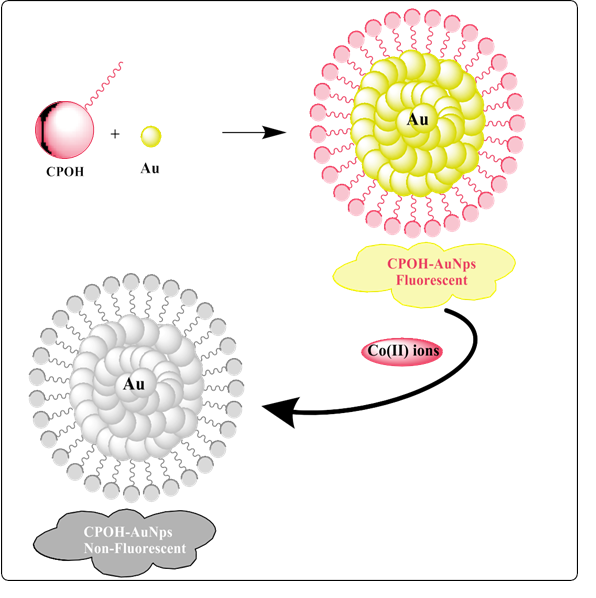 Au
+
CPOH
Au
CPOH-AuNps
Fluorescent
Co(II) ions
Au
CPOH-AuNps
Non-Fluorescent